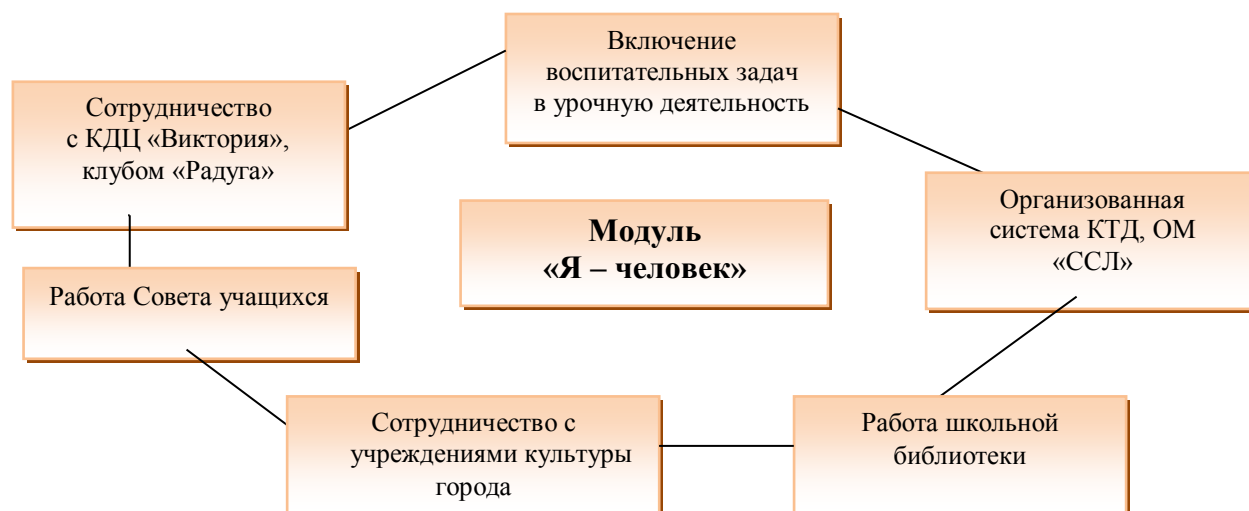 Включение
воспитательных задач
в урочную деятельность
Сотрудничество
с КДЦ «Виктория»,
клубом «Радуга»
Организованная
система КТД, ОМ
«ССЛ»
Модуль
«Я – человек»
Работа Совета учащихся
Сотрудничество с
учреждениями культуры
города
Работа школьной
библиотеки